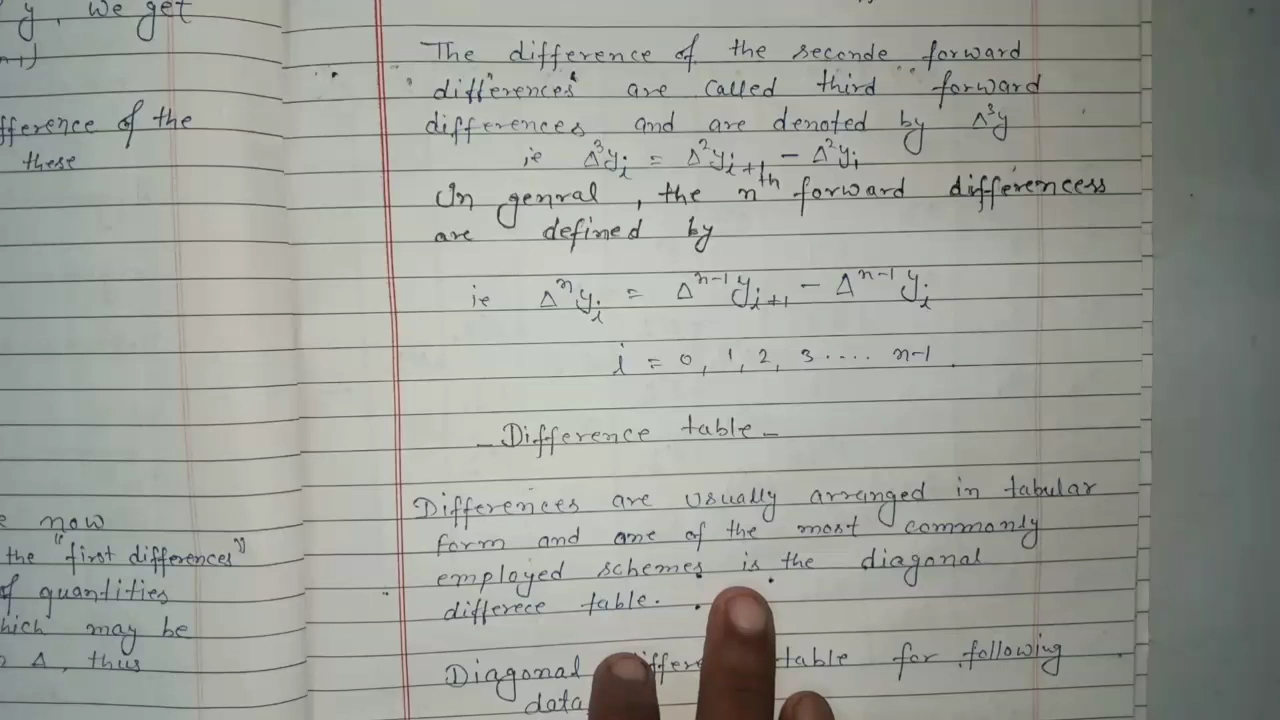 y, we get
n-1)
fference of the
these
now
the "first differences"
of quantities
hich may be
Δ, thus
The difference of the seconde forward
"differences" are called third forward
differences and are denoted by Δ³y
ie Δ³yᵢ = Δ²yᵢ₊₁ - Δ²yᵢ
In genral, the nᵗʰ forward differencess
are defined by
ie Δⁿyᵢ = Δⁿ⁻¹yᵢ₊₁ - Δⁿ⁻¹yᵢ
i = 0, 1, 2, 3 .... n-1.
- Difference table -
Differences are usually arranged in tabular
form and one of the most commonly
employed schemes is the diagonal
differece table.
Diagonal table for following
data